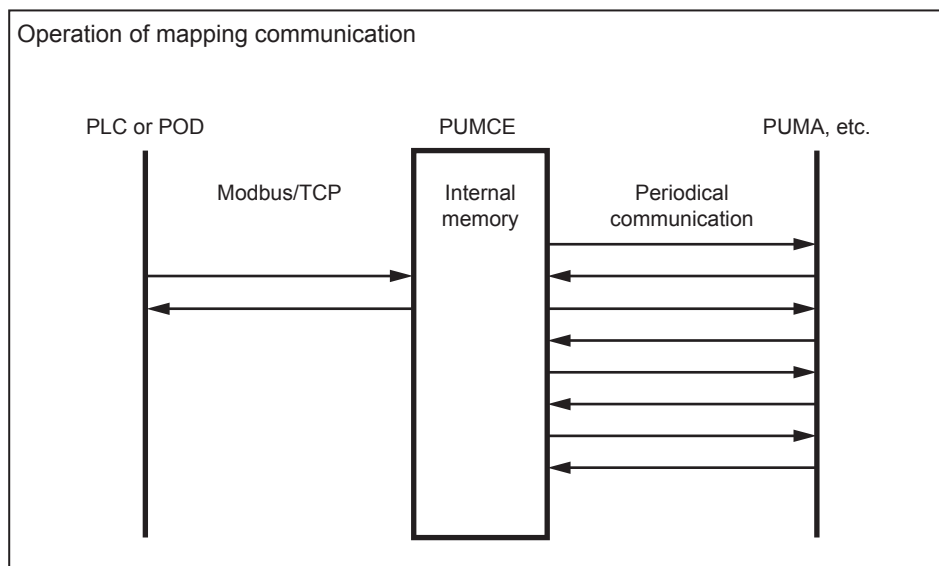 Operation of mapping communication
PLC or POD
PUMCE
PUMA, etc.
Modbus/TCP
Internal
memory
Periodical
communication